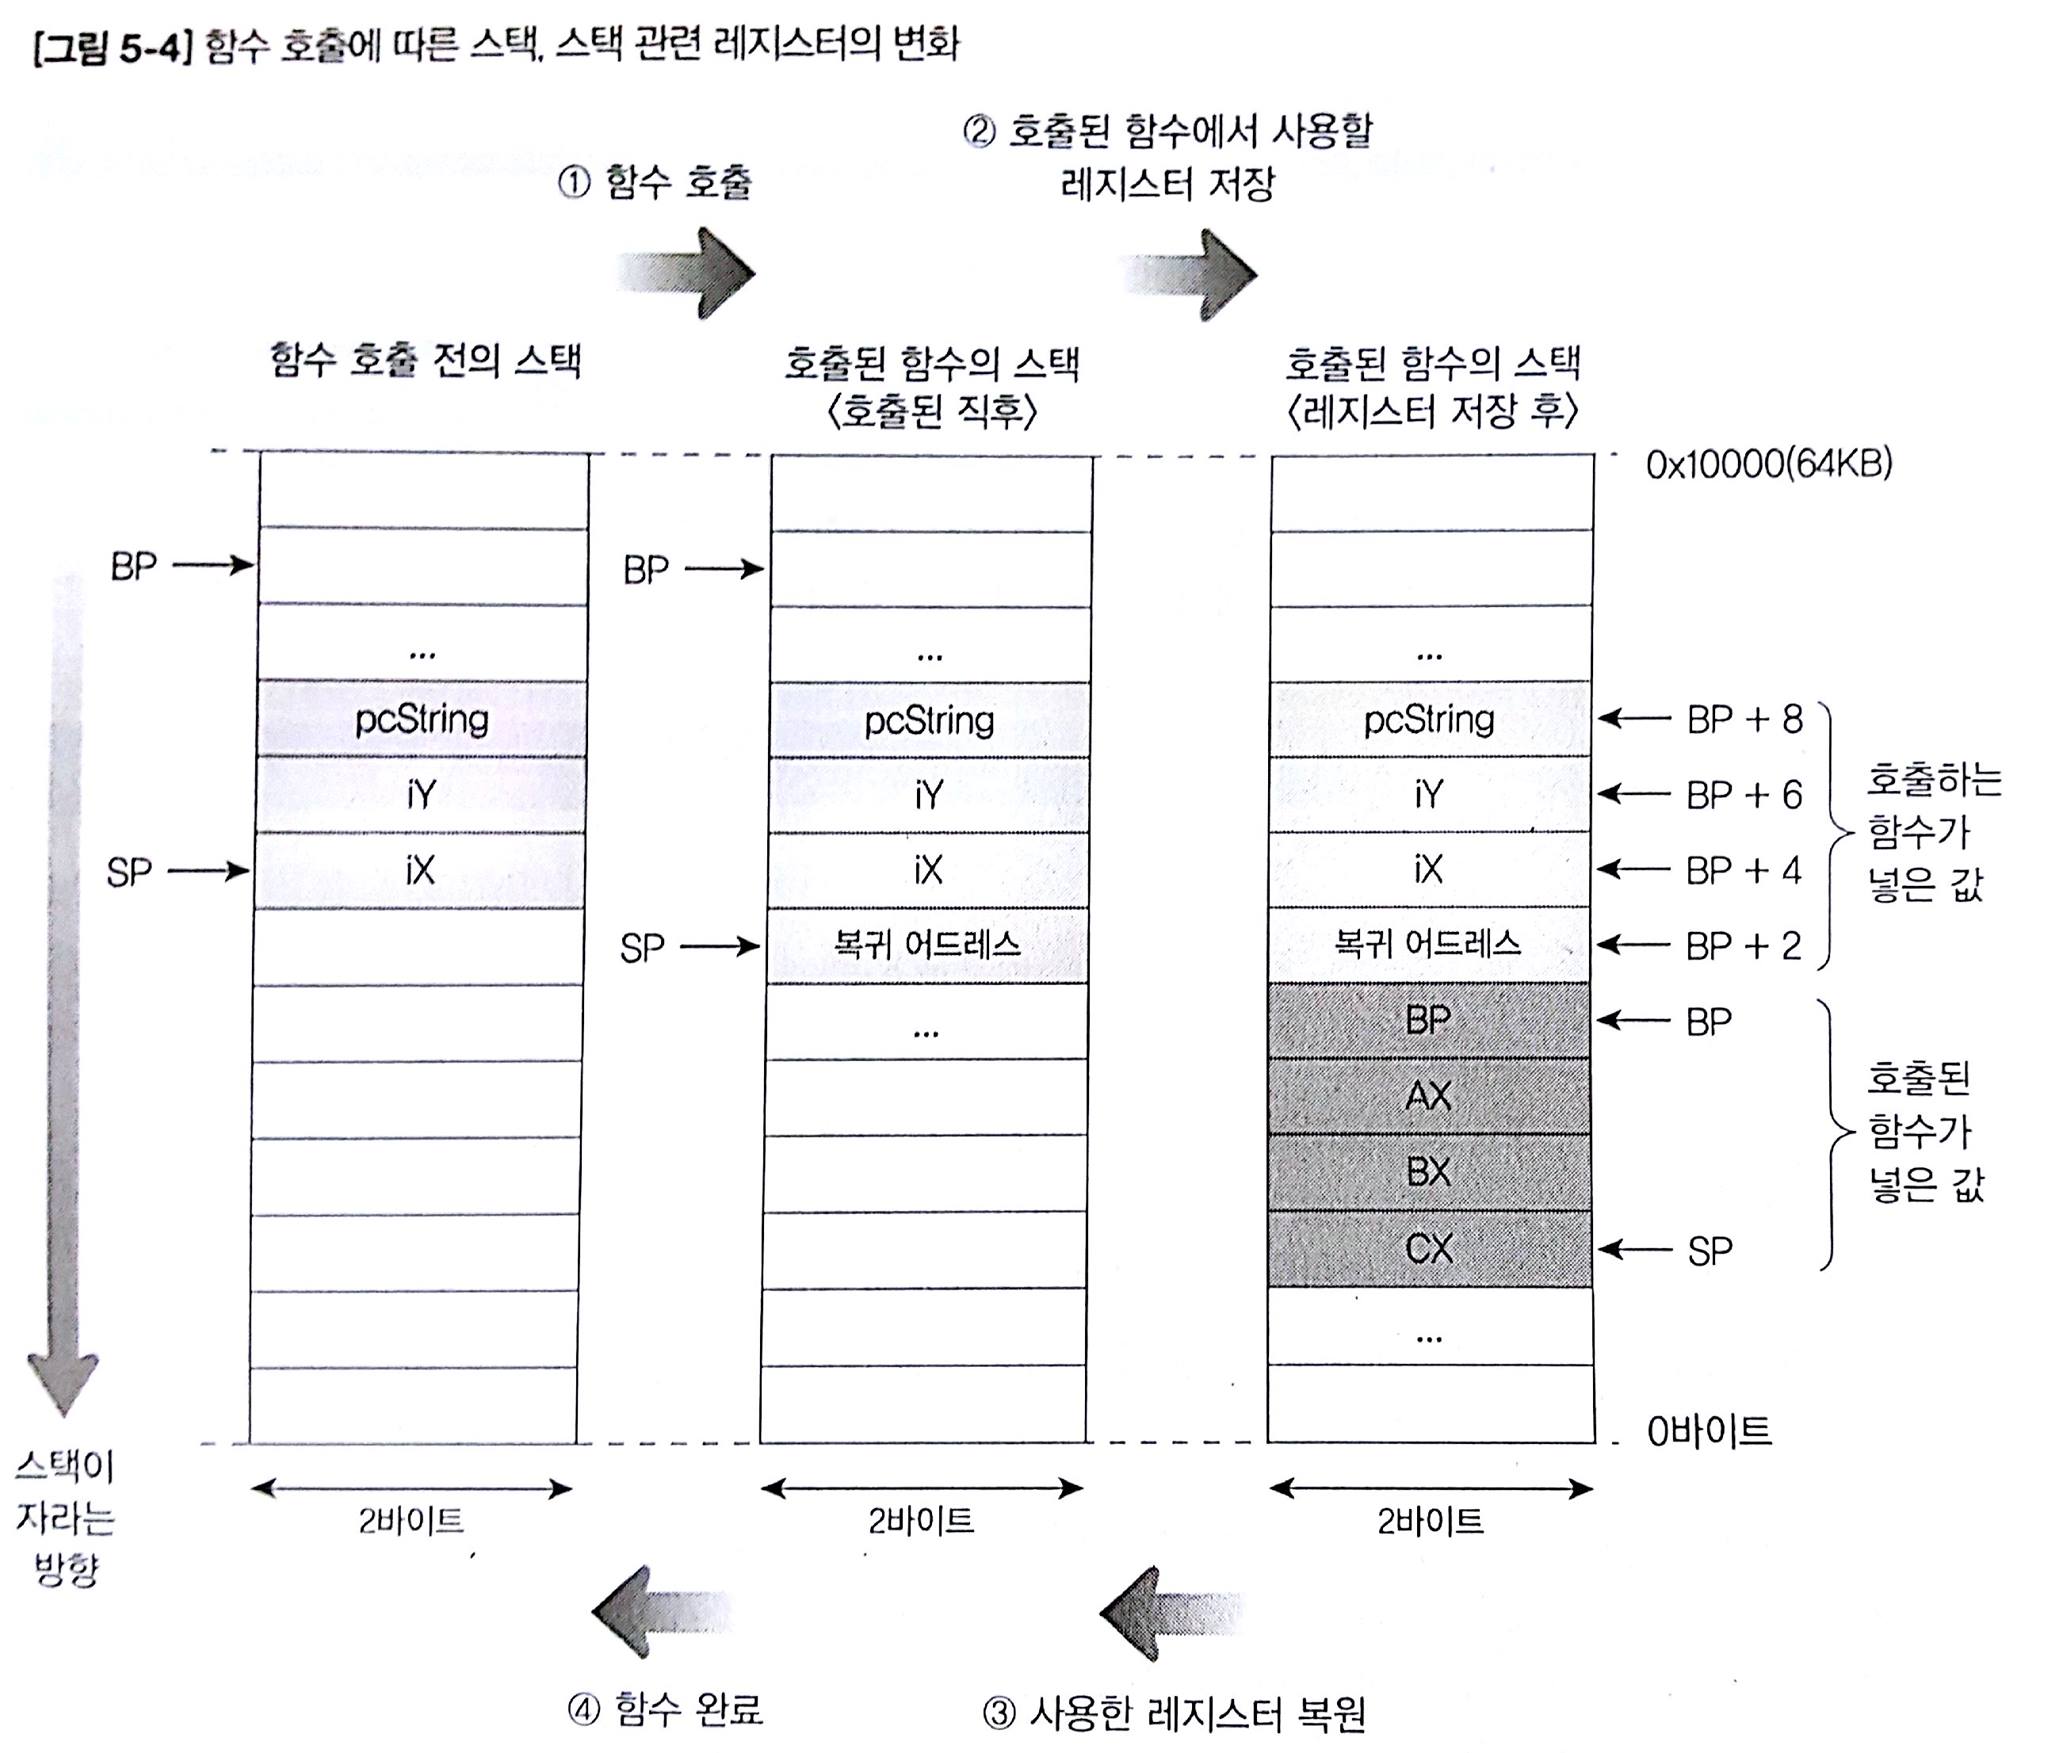 [그림 5-4] 함수 호출에 따른 스택, 스택 관련 레지스터의 변화
① 함수 호출
② 호출된 함수에서 사용할
레지스터 저장
함수 호출 전의 스택
호출된 함수의 스택
〈호출된 직후〉
호출된 함수의 스택
〈레지스터 저장 후〉
0x10000(64KB)
BP
...
pcString
iY
SP
iX
BP
...
pcString
iY
iX
SP
복귀 어드레스
...
...
pcString
BP + 8
iY
BP + 6
iX
BP + 4
복귀 어드레스
BP + 2
호출하는
함수가
넣은 값
BP
BP
AX
BX
CX
SP
호출된
함수가
넣은 값
...
0바이트
스택이
자라는
방향
2바이트
2바이트
2바이트
④ 함수 완료
③ 사용한 레지스터 복원